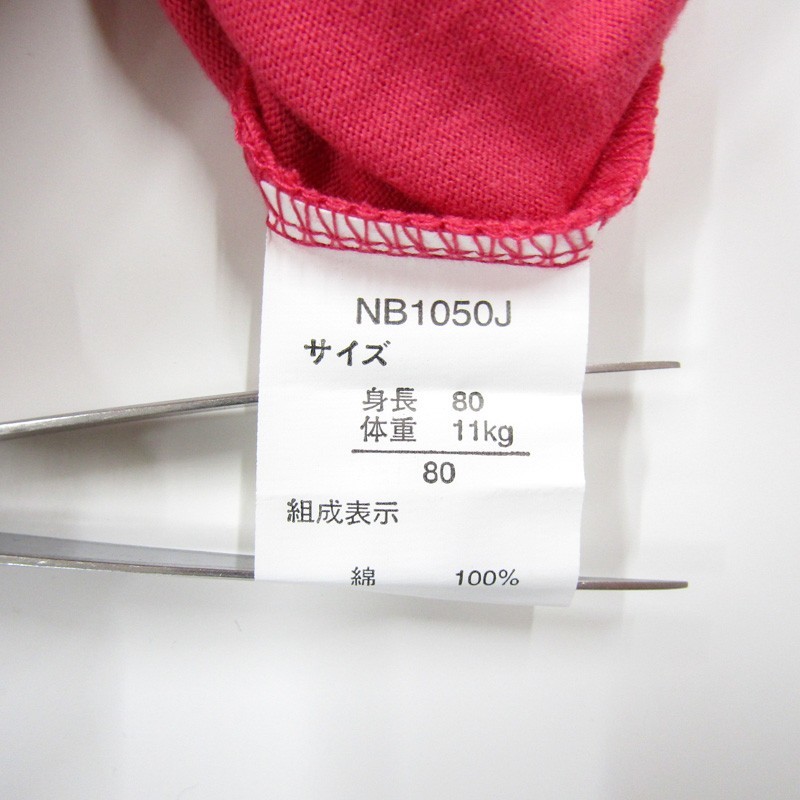 NB1050J
サイズ
身長 80
体重 11kg
80
組成表示
綿 100%